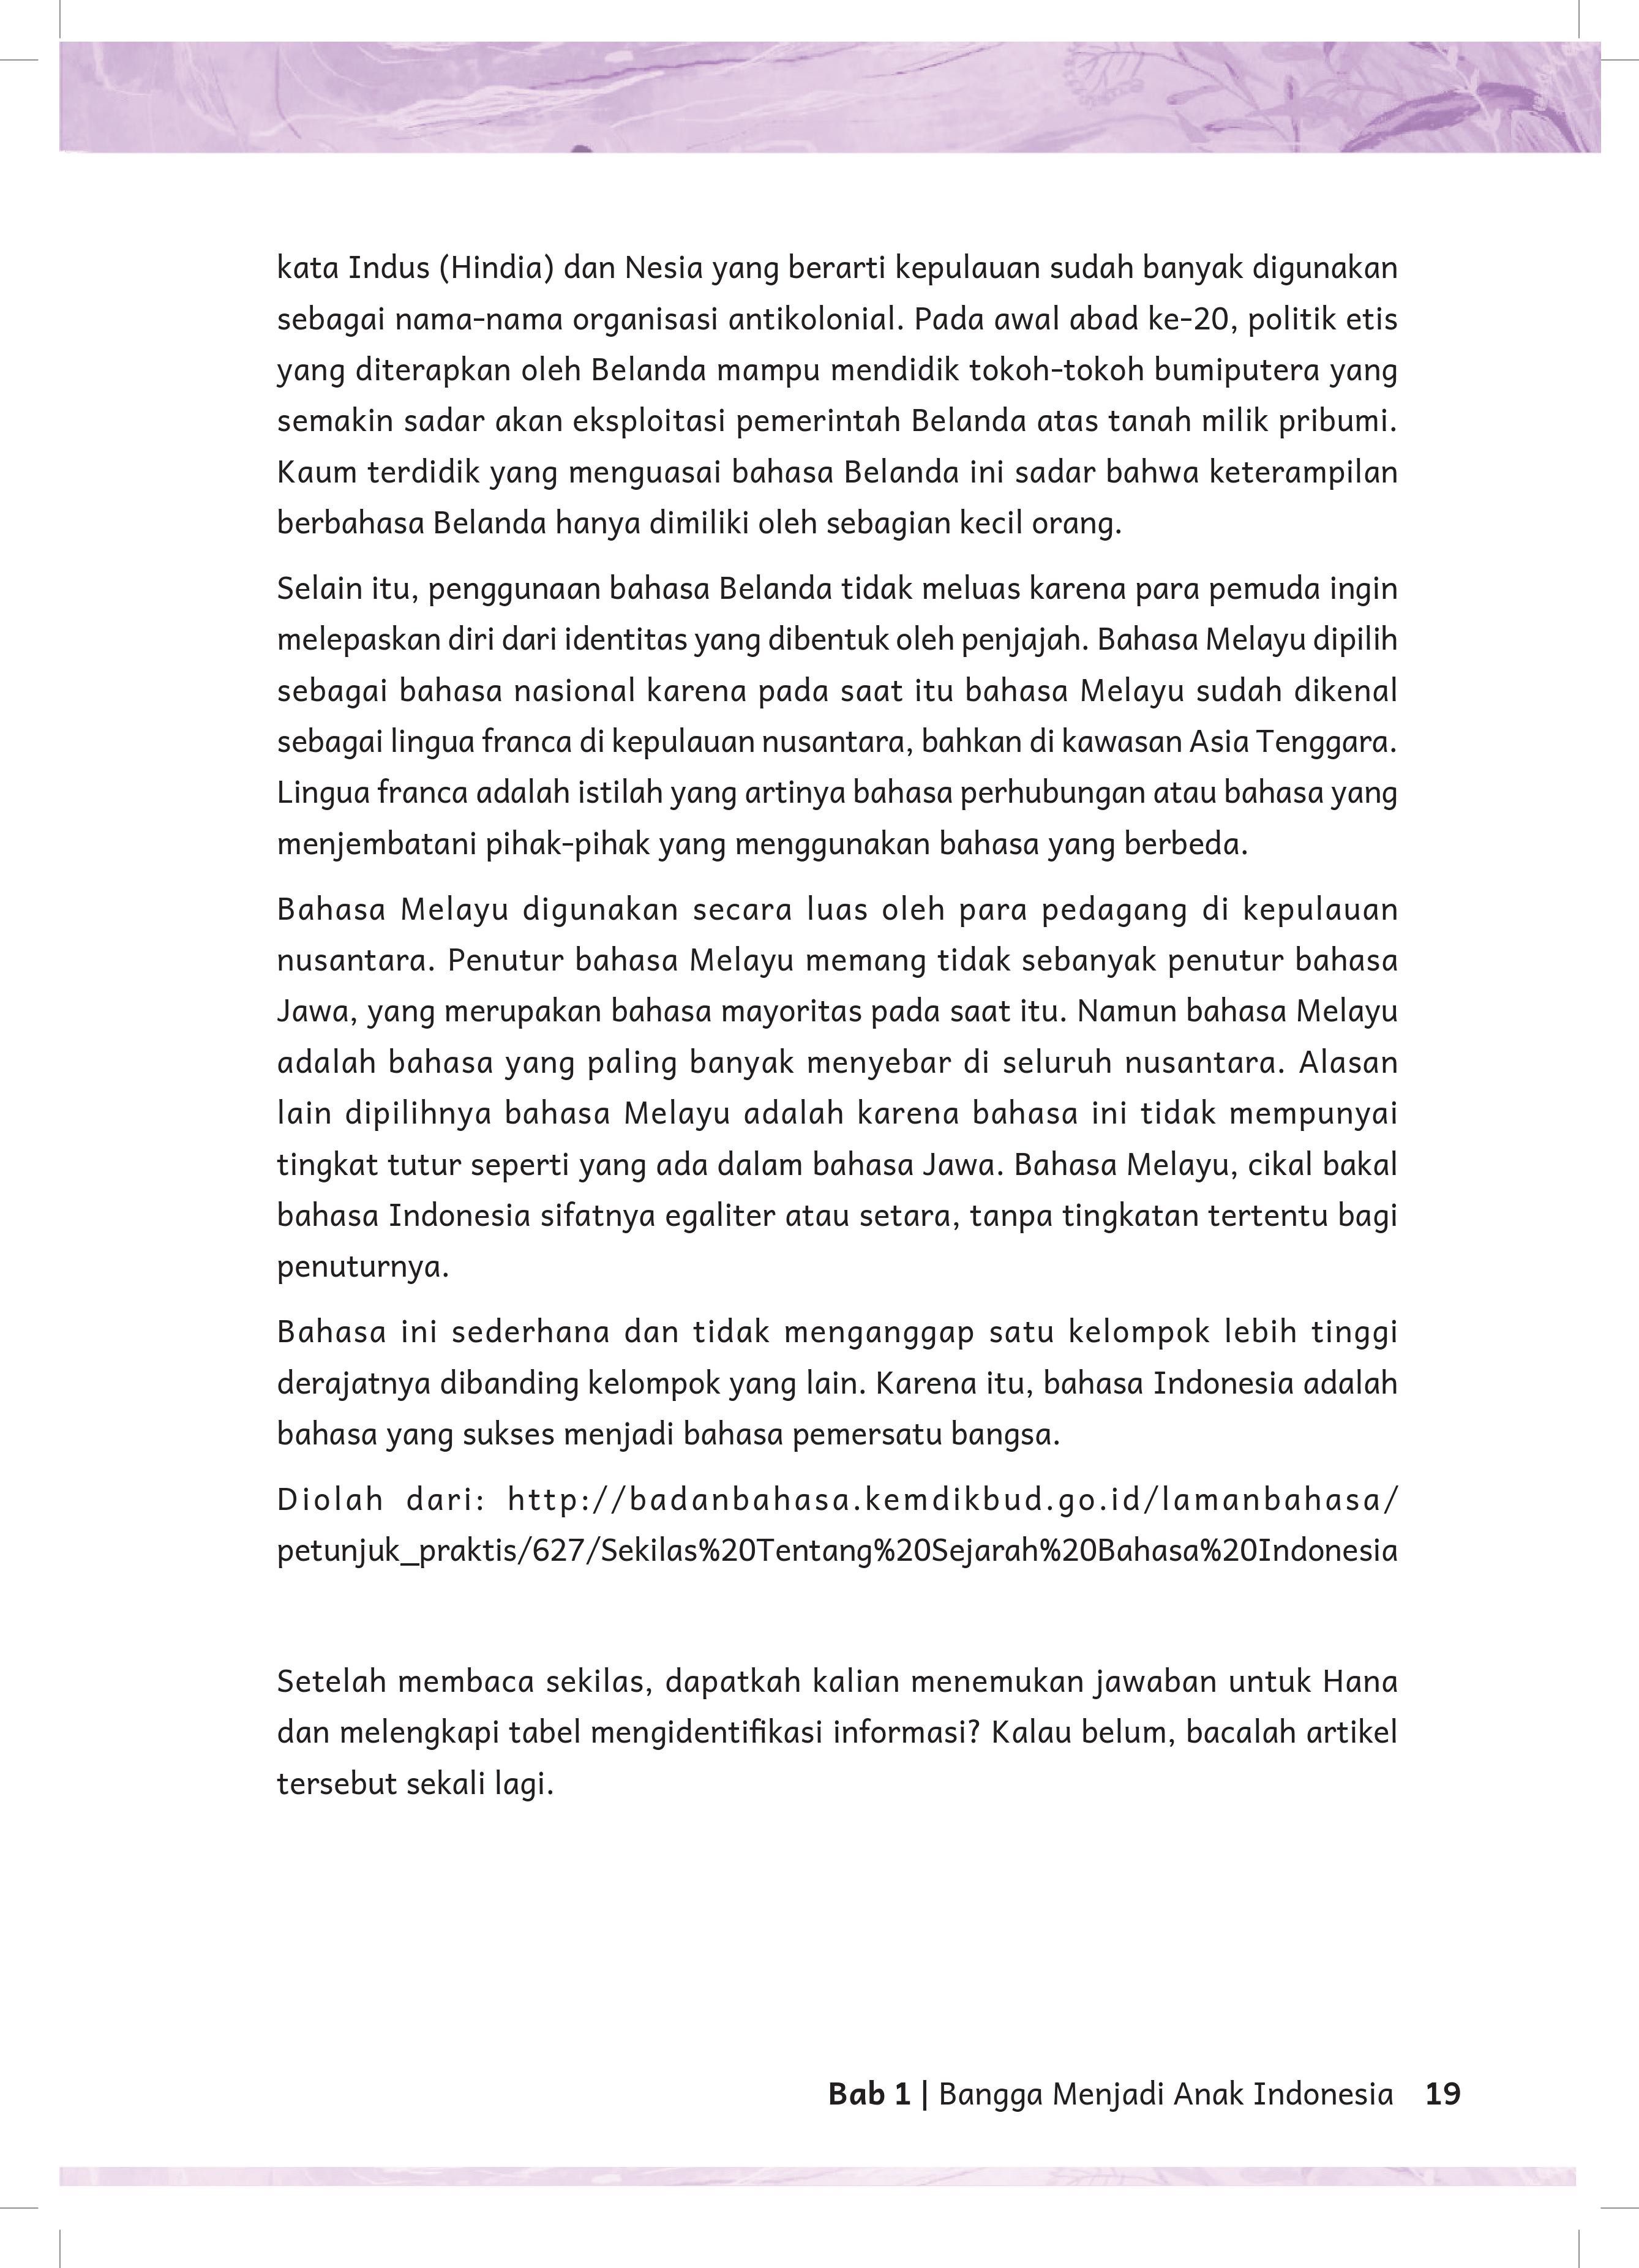 kata Indus (Hindia) dan Nesia yang berarti kepulauan sudah banyak digunakan
sebagai nama-nama organisasi antikolonial. Pada awal abad ke-20, politik etis
yang diterapkan oleh Belanda mampu mendidik tokoh-tokoh bumiputera yang
semakin sadar akan eksploitasi pemerintah Belanda atas tanah milik pribumi.
Kaum terdidik yang menguasai bahasa Belanda ini sadar bahwa keterampilan
berbahasa Belanda hanya dimiliki oleh sebagian kecil orang.
Selain itu, penggunaan bahasa Belanda tidak meluas karena para pemuda ingin
melepaskan diri dari identitas yang dibentuk oleh penjajah. Bahasa Melayu dipilih
sebagai bahasa nasional karena pada saat itu bahasa Melayu sudah dikenal
sebagai lingua franca di kepulauan nusantara, bahkan di kawasan Asia Tenggara.
Lingua franca adalah istilah yang artinya bahasa perhubungan atau bahasa yang
menjembatani pihak-pihak yang menggunakan bahasa yang berbeda.
Bahasa Melayu digunakan secara luas oleh para pedagang di kepulauan
nusantara. Penutur bahasa Melayu memang tidak sebanyak penutur bahasa
Jawa, yang merupakan bahasa mayoritas pada saat itu. Namun bahasa Melayu
adalah bahasa yang paling banyak menyebar di seluruh nusantara. Alasan
lain dipilihnya bahasa Melayu adalah karena bahasa ini tidak mempunyai
tingkat tutur seperti yang ada dalam bahasa Jawa. Bahasa Melayu, cikal bakal
bahasa Indonesia sifatnya egaliter atau setara, tanpa tingkatan tertentu bagi
penuturnya.
Bahasa ini sederhana dan tidak menganggap satu kelompok lebih tinggi
derajatnya dibanding kelompok yang lain. Karena itu, bahasa Indonesia adalah
bahasa yang sukses menjadi bahasa pemersatu bangsa.
Diolah dari: http://badanbahasa.kemdikbud.go.id/lamanbahasa/
petunjuk_praktis/627/Sekilas%20Tentang%20Sejarah%20Bahasa%20Indonesia
Setelah membaca sekilas, dapatkah kalian menemukan jawaban untuk Hana
dan melengkapi tabel mengidentifikasi informasi? Kalau belum, bacalah artikel
tersebut sekali lagi.
Bab 1 | Bangga Menjadi Anak Indonesia 19